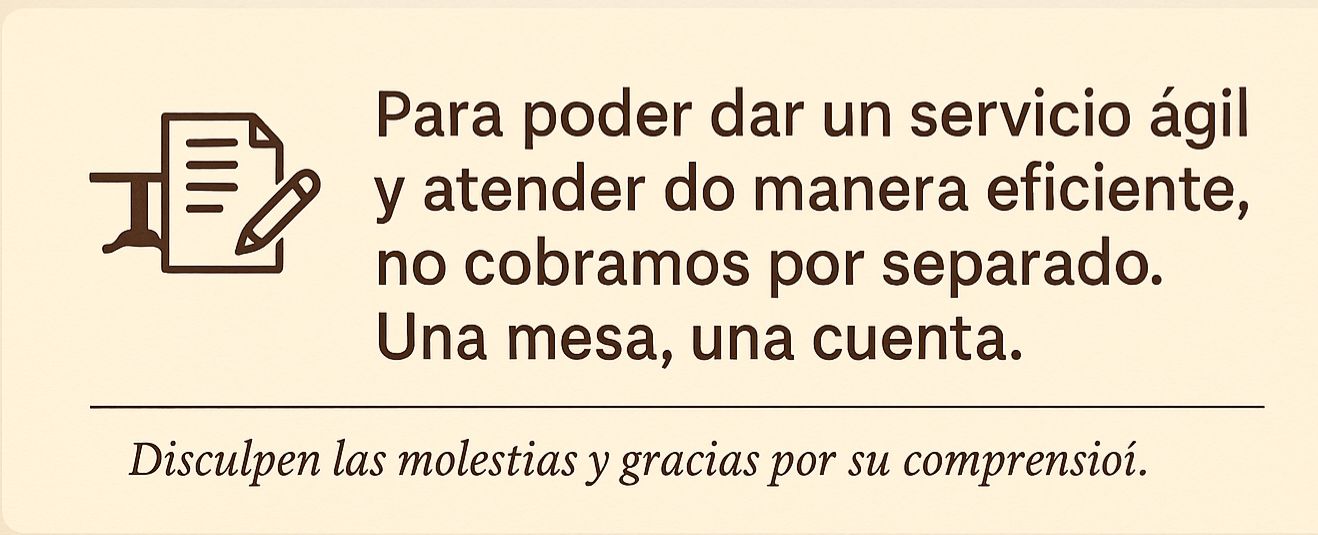 Para poder dar un servicio ágil
y atender do manera eficiente,
no cobramos por separado.
Una mesa, una cuenta.
Disculpen las molestias y gracias por su comprensioí.